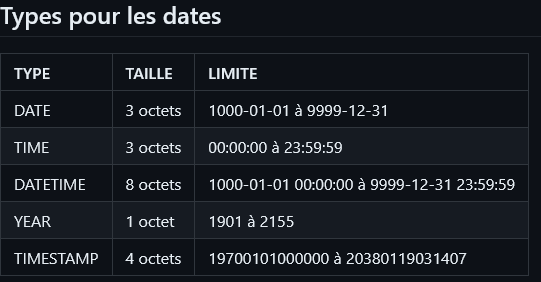 Types pour les dates
TYPE TAILLE LIMITE
DATE 3 octets 1000-01-01 à 9999-12-31
TIME 3 octets 00:00:00 à 23:59:59
DATETIME 8 octets 1000-01-01 00:00:00 à 9999-12-31 23:59:59
YEAR 1 octet 1901 à 2155
TIMESTAMP 4 octets 19700101000000 à 20380119031407